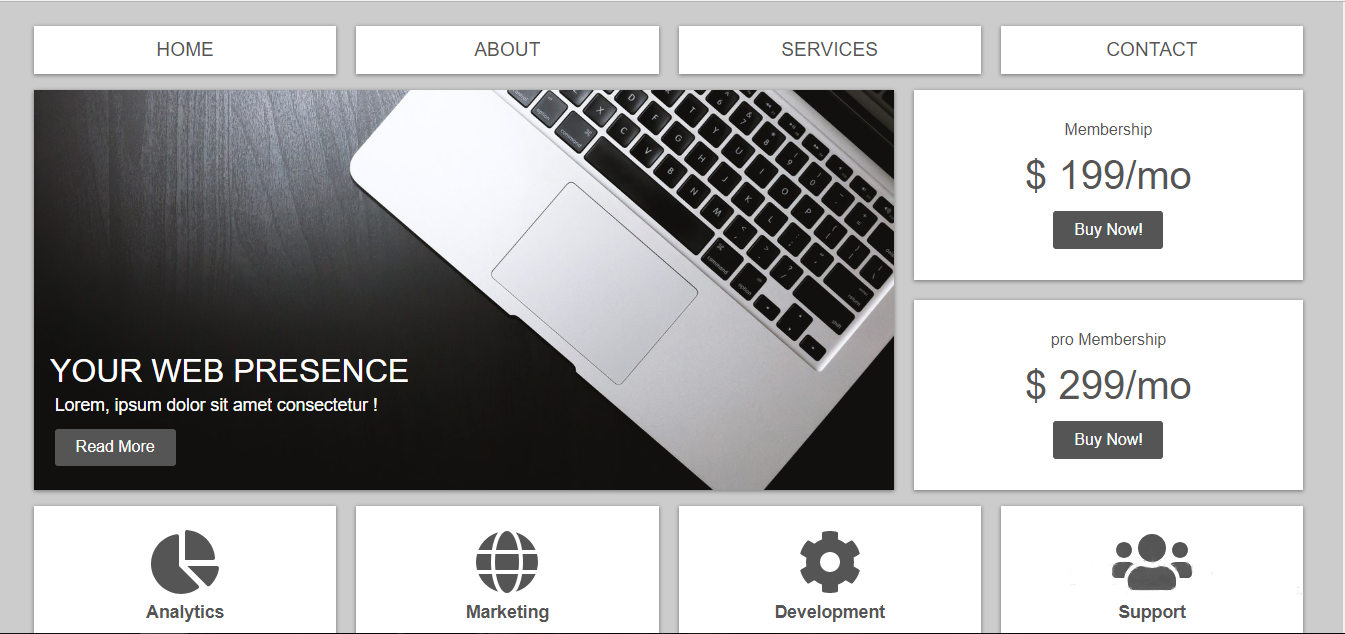 HOME
ABOUT
SERVICES
CONTACT
YOUR WEB PRESENCE
Lorem, ipsum dolor sit amet consectetur !
Read More
Membership
$ 199/mo
Buy Now!
pro Membership
$ 299/mo
Buy Now!
Analytics
Marketing
Development
Support